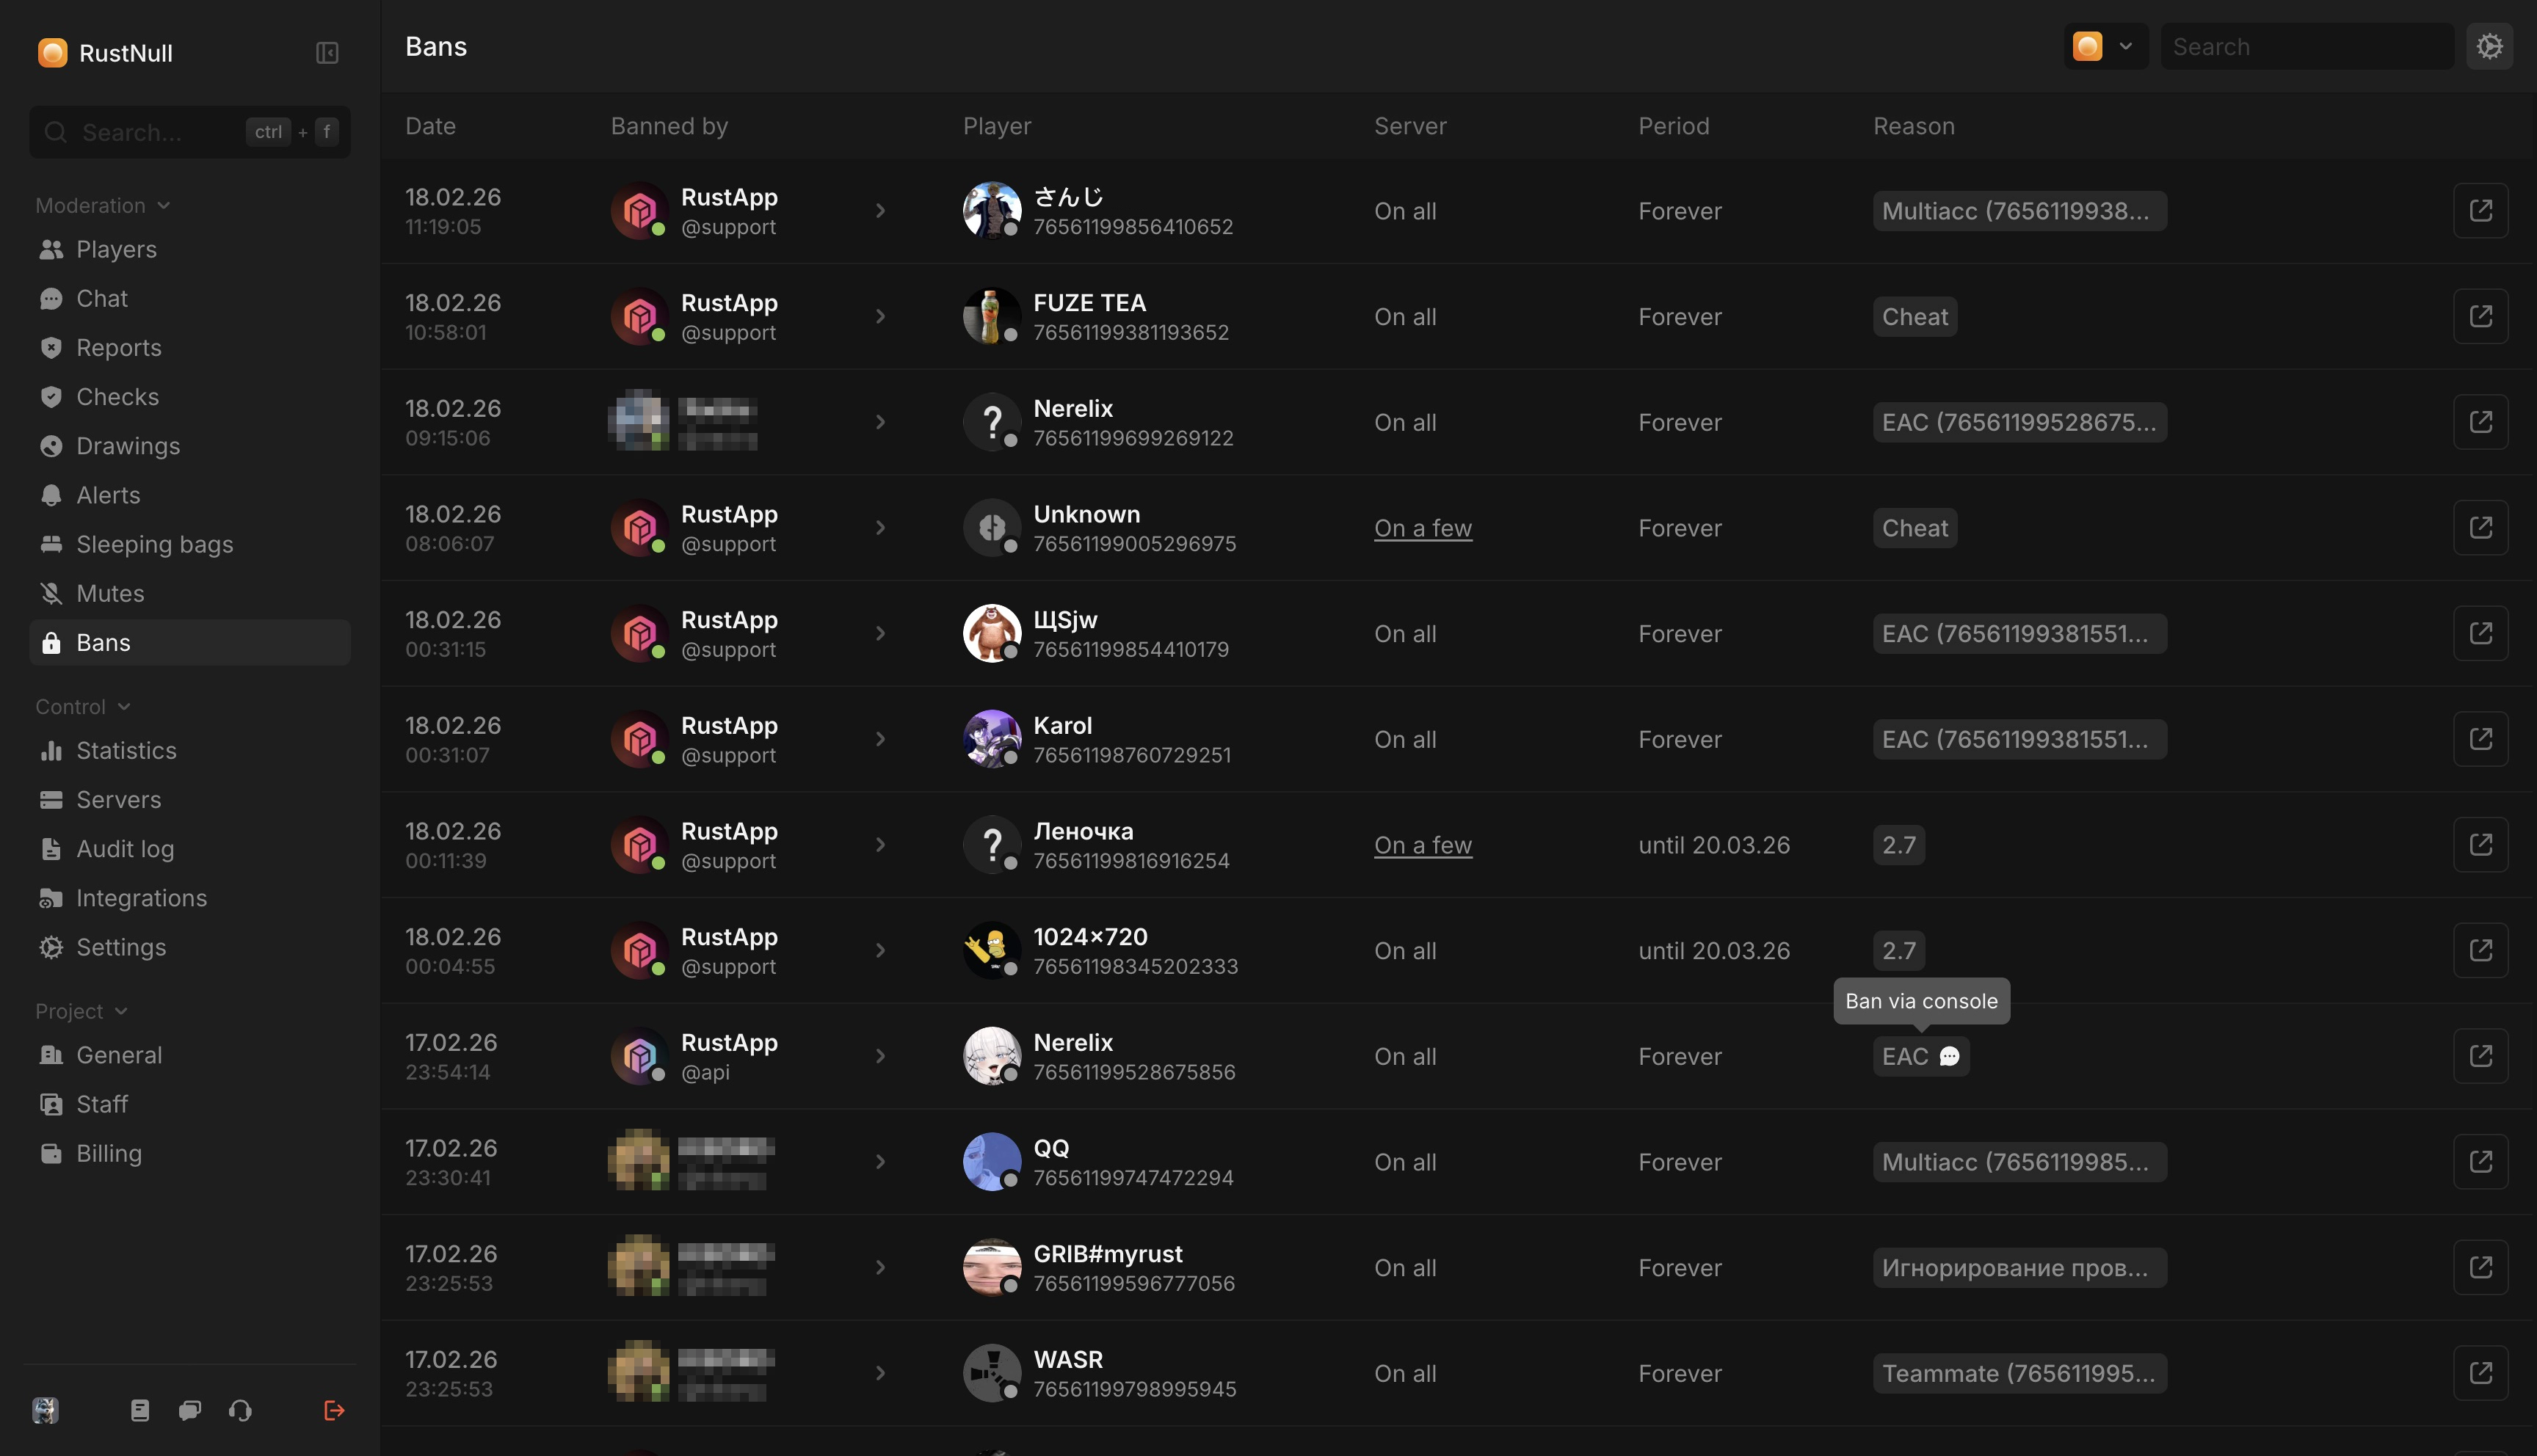 RustNull
Search...
ctrl + f
Moderation
Players
Chat
Reports
Checks
Drawings
Alerts
Sleeping bags
Mutes
Bans
Control
Statistics
Servers
Audit log
Integrations
Settings
Project
General
Staff
Billing
Bans
Search
Date Banned by Player Server Period Reason
18.02.26 RustApp さんじ On all Forever Multiacc (7656119938...
11:19:05 @support 76561199856410652
18.02.26 RustApp FUZE TEA On all Forever Cheat
10:58:01 @support 76561199381193652
18.02.26 Nerelix On all Forever EAC (76561199528675...
09:15:06 76561199699269122
18.02.26 RustApp Unknown On a few Forever Cheat
08:06:07 @support 76561199005296975
18.02.26 RustApp ЩSjw On all Forever EAC (76561199381551...
00:31:15 @support 76561199854410179
18.02.26 RustApp Karol On all Forever EAC (76561199381551...
00:31:07 @support 76561198760729251
18.02.26 RustApp Леночка On a few until 20.03.26 2.7
00:11:39 @support 76561199816916254
18.02.26 RustApp 1024×720 On all until 20.03.26 2.7
00:04:55 @support 76561198345202333
Ban via console
17.02.26 RustApp Nerelix On all Forever EAC
23:54:14 @api 76561199528675856
17.02.26 QQ On all Forever Multiacc (7656119985...
23:30:41 76561199747472294
17.02.26 GRIB#myrust On all Forever Игнорирование пров...
23:25:53 76561199596777056
17.02.26 WASR On all Forever Teammate (765611995...
23:25:53 76561199798995945